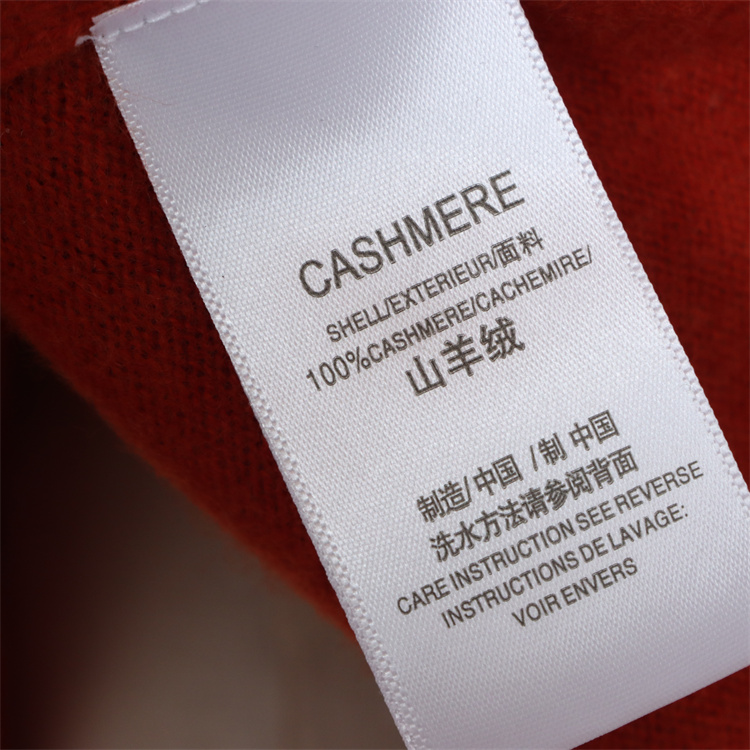 CASHMERE
SHELL/EXTERIEUR/面料
100%CASHMERE/CACHEMIRE/
山羊绒
制造/中国 /制 中国
洗水方法请参阅背面
CARE INSTRUCTION SEE REVERSE
INSTRUCTIONS DE LAVAGE:
VOIR ENVERS